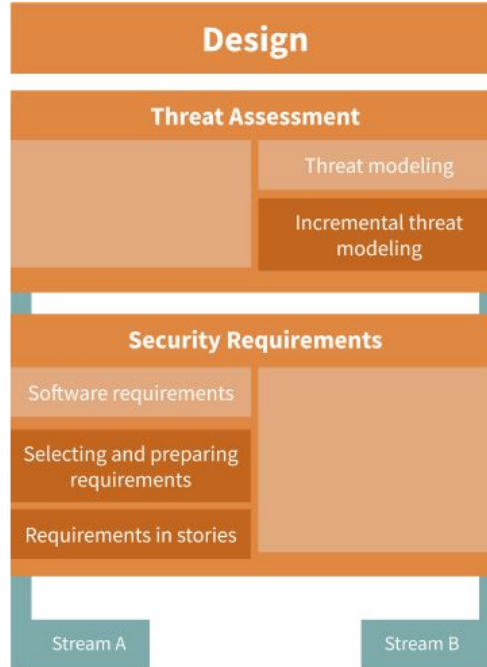 Design
Threat Assessment
Threat modeling
Incremental threat
modeling
Security Requirements
Software requirements
Selecting and preparing
requirements
Requirements in stories
Stream A
Stream B